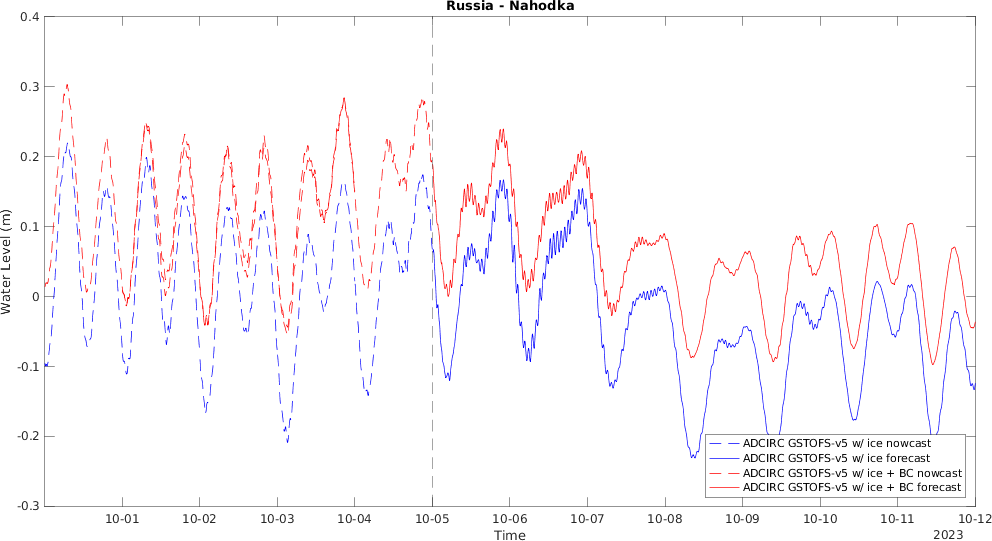 Russia - Nahodka
0.4
0.3
0.2
0.1
0
-0.1
-0.2
-0.3
Water Level (m)
ADCIRC GSTOFS-v5 w/ ice nowcast
ADCIRC GSTOFS-v5 w/ ice forecast
ADCIRC GSTOFS-v5 w/ ice + BC nowcast
ADCIRC GSTOFS-v5 w/ ice + BC forecast
10-01 10-02 10-03 10-04 10-05 10-06 10-07 10-08 10-09 10-10 10-11 10-12
Time
2023